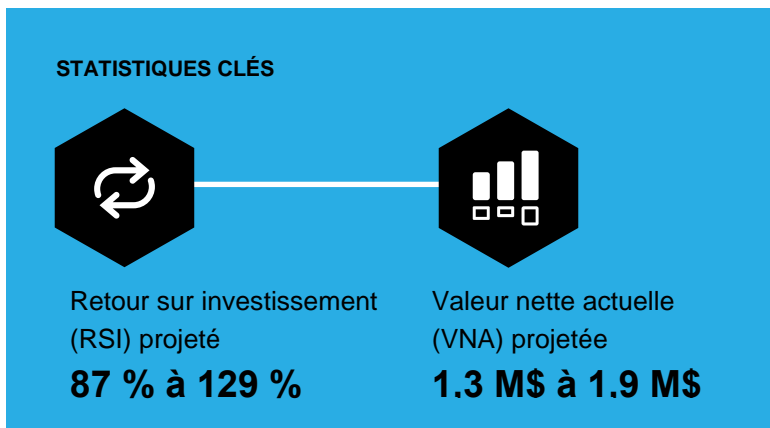 STATISTIQUES CLÉS
Retour sur investissement
(RSI) projeté
87 % à 129 %
Valeur nette actuelle
(VNA) projetée
1,3 M$ à 1,9 M$